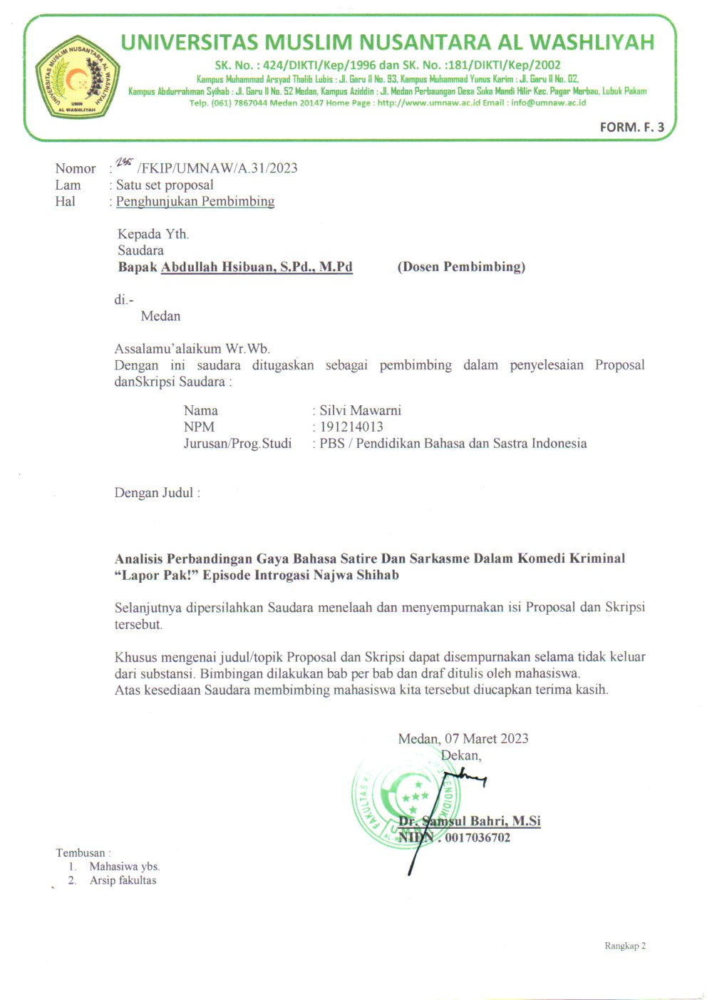 UNIVERSITAS MUSLIM NUSANTARA AL WASHLIYAH
SK. No. : 424/DIKTI/Kep/1996 dan SK. No. :181/DIKTI/Kep/2002
Kampus Muhammad Arsyad Thalib Lubis : Jl. Garu II No. 93, Kampus Muhammad Yunus Karim : Jl. Garu II No. 02,
Kampus Abdurrahman Syihab : Jl. Garu II No. 52 Medan, Kampus Aziddin : Jl. Medan Perbaungan Desa Suka Mandi Hilir Kec. Pagar Merbau, Lubuk Pakam
Telp. (061) 7867044 Medan 20147 Home Page : http://www.umnaw.ac.id Email : info@umnaw.ac.id
UNIVERSITAS MUSLIM NUSANTARA AL WASHLIYAH
UMN
AL WASHLIYAH
FORM. F. 3
Nomor : /FKIP/UMNAW/A.31/2023
Lam : Satu set proposal
Hal : Penghunjukan Pembimbing
Kepada Yth.
Saudara
Bapak Abdullah Hsibuan, S.Pd., M.Pd (Dosen Pembimbing)
di.-
Medan
Assalamu’alaikum Wr.Wb.
Dengan ini saudara ditugaskan sebagai pembimbing dalam penyelesaian Proposal
danSkripsi Saudara :
Nama : Silvi Mawarni
NPM : 191214013
Jurusan/Prog.Studi : PBS / Pendidikan Bahasa dan Sastra Indonesia
Dengan Judul :
Analisis Perbandingan Gaya Bahasa Satire Dan Sarkasme Dalam Komedi Kriminal
“Lapor Pak!” Episode Introgasi Najwa Shihab
Selanjutnya dipersilahkan Saudara menelaah dan menyempurnakan isi Proposal dan Skripsi
tersebut.
Khusus mengenai judul/topik Proposal dan Skripsi dapat disempurnakan selama tidak keluar
dari substansi. Bimbingan dilakukan bab per bab dan draf ditulis oleh mahasiswa.
Atas kesediaan Saudara membimbing mahasiswa kita tersebut diucapkan terima kasih.
Medan, 07 Maret 2023
Dekan,
FAKULTAS
UMN
Dr. Samsul Bahri, M.Si
NIDN . 0017036702
Tembusan :
1. Mahasiwa ybs.
2. Arsip fakultas
Rangkap 2